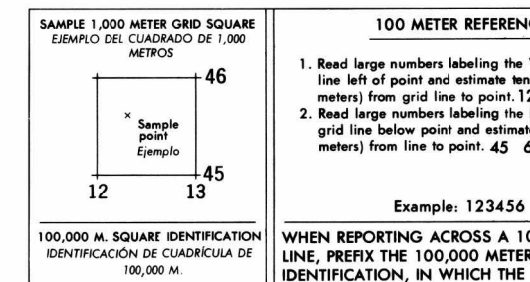 SAMPLE 1,000 METER GRID SQUARE
EJEMPLO DEL CUADRADO DE 1,000
METROS
46
×
Sample
point
Ejemplo
45
12 13
100,000 M. SQUARE IDENTIFICATION
IDENTIFICACIÓN DE CUADRÍCULA DE
100,000 M.
100 METER REFERENC
1. Read large numbers labeling the
line left of point and estimate ten
meters) from grid line to point. 12
2. Read large numbers labeling the
grid line below point and estimat
meters) from line to point. 45 6
Example: 123456
WHEN REPORTING ACROSS A 10
LINE, PREFIX THE 100,000 METER
IDENTIFICATION, IN WHICH THE